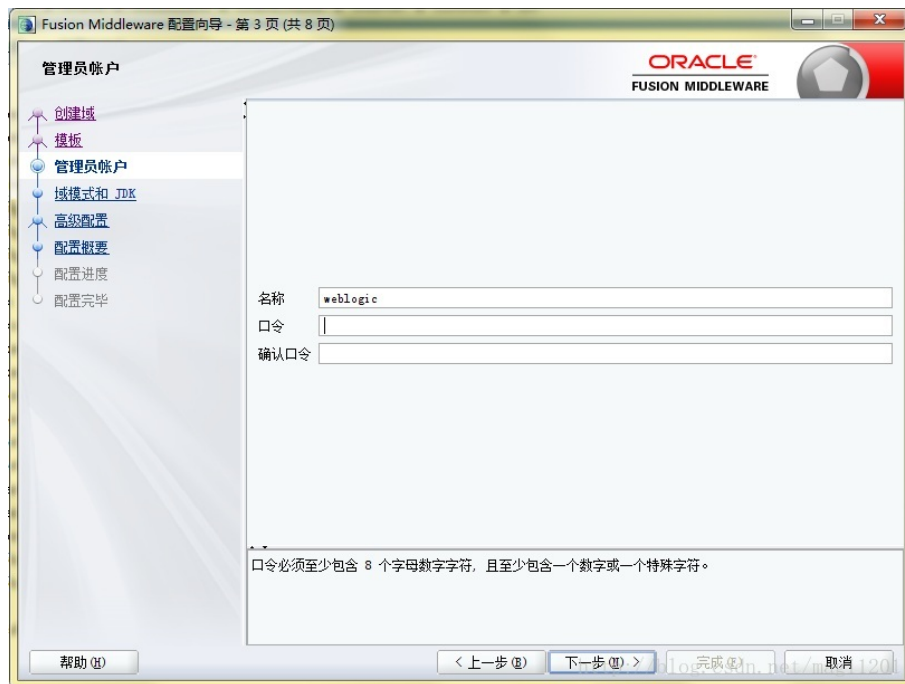 Fusion Middleware 配置向导 - 第 3 页 (共 8 页)
管理员帐户
ORACLE
FUSION MIDDLEWARE
创建域
模板
管理员帐户
域模式和 JDK
高级配置
配置概要
配置进度
配置完毕
名称 weblogic
口令
确认口令
口令必须至少包含 8 个字母数字字符, 且至少包含一个数字或一个特殊字符。
帮助(H) < 上一步(B) 下一步(N) > 完成(F) 取消